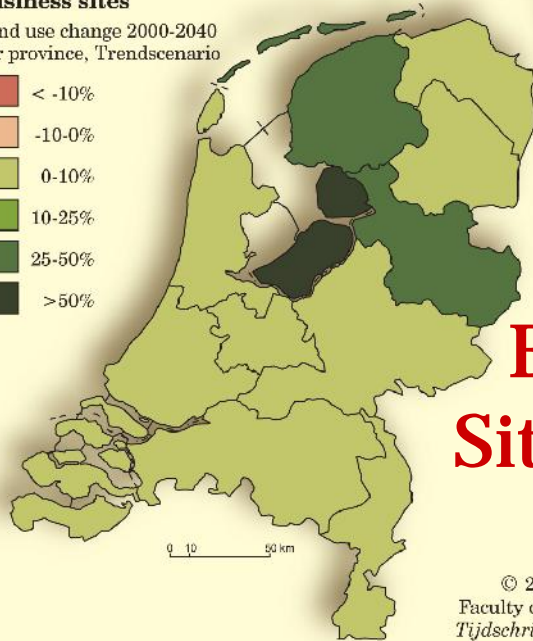 usiness sites
nd use change 2000-2040
r province, Trendscenario
< -10%
-10-0%
0-10%
10-25%
25-50%
>50%
Sit
0 10 50 km
© 2
Faculty
Tijdschri